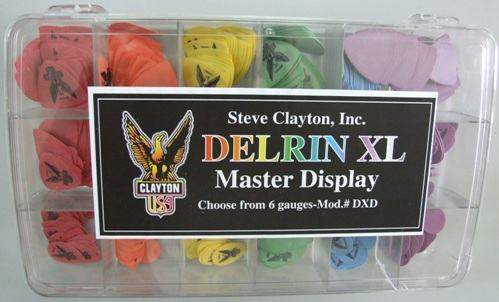 Steve Clayton, Inc.
DELRIN XL
Master Display
Choose from 6 gauges-Mod.# DXD
CLAYTON
USA